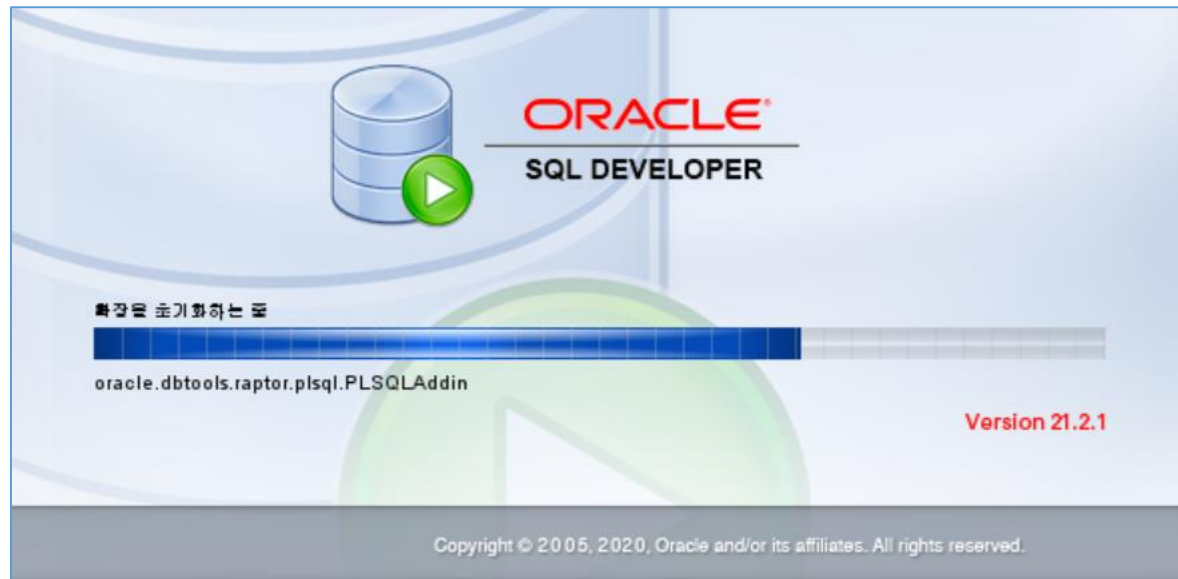 ORACLE®
SQL DEVELOPER
확장을 초기화하는 중
oracle.dbtools.raptor.plsql.PLSQLAddin
Version 21.2.1
Copyright © 2005, 2020, Oracle and/or its affiliates. All rights reserved.